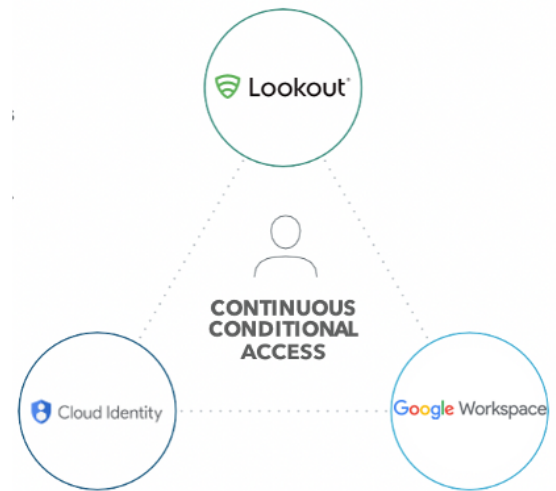 Lookout
CONTINUOUS
CONDITIONAL
ACCESS
Cloud Identity
Google Workspace